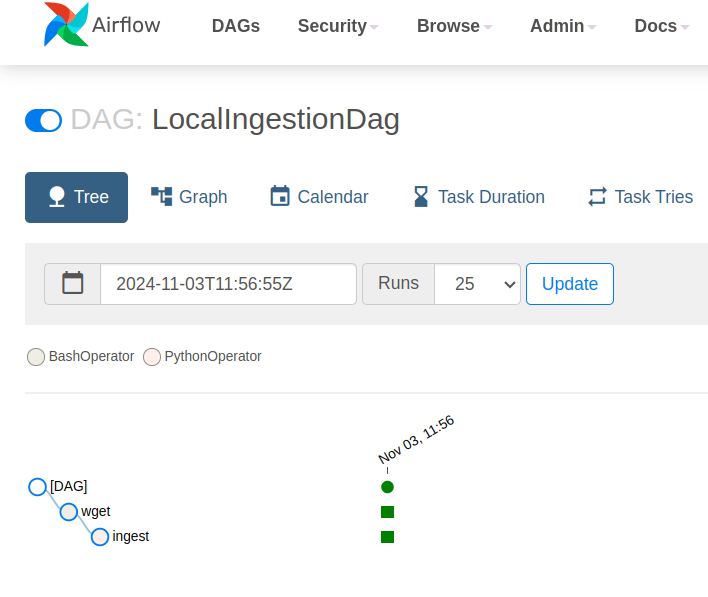 Airflow DAGs Security Browse Admin Docs
DAG: LocalIngestionDag
Tree Graph Calendar Task Duration Task Tries
2024-11-03T11:56:55Z Runs 25 Update
BashOperator PythonOperator
Nov 03, 11:56
[DAG]
wget
ingest